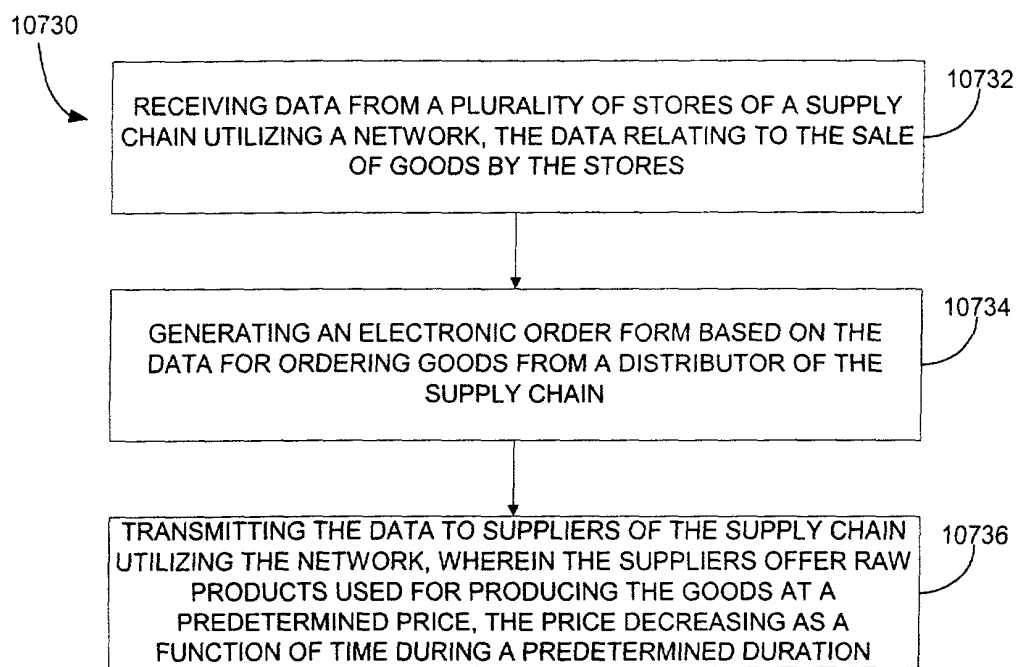 10730
10732
RECEIVING DATA FROM A PLURALITY OF STORES OF A SUPPLY
CHAIN UTILIZING A NETWORK, THE DATA RELATING TO THE SALE
OF GOODS BY THE STORES
10734
GENERATING AN ELECTRONIC ORDER FORM BASED ON THE
DATA FOR ORDERING GOODS FROM A DISTRIBUTOR OF THE
SUPPLY CHAIN
10736
TRANSMITTING THE DATA TO SUPPLIERS OF THE SUPPLY CHAIN
UTILIZING THE NETWORK, WHEREIN THE SUPPLIERS OFFER RAW
PRODUCTS USED FOR PRODUCING THE GOODS AT A
PREDETERMINED PRICE, THE PRICE DECREASING AS A
FUNCTION OF TIME DURING A PREDETERMINED DURATION